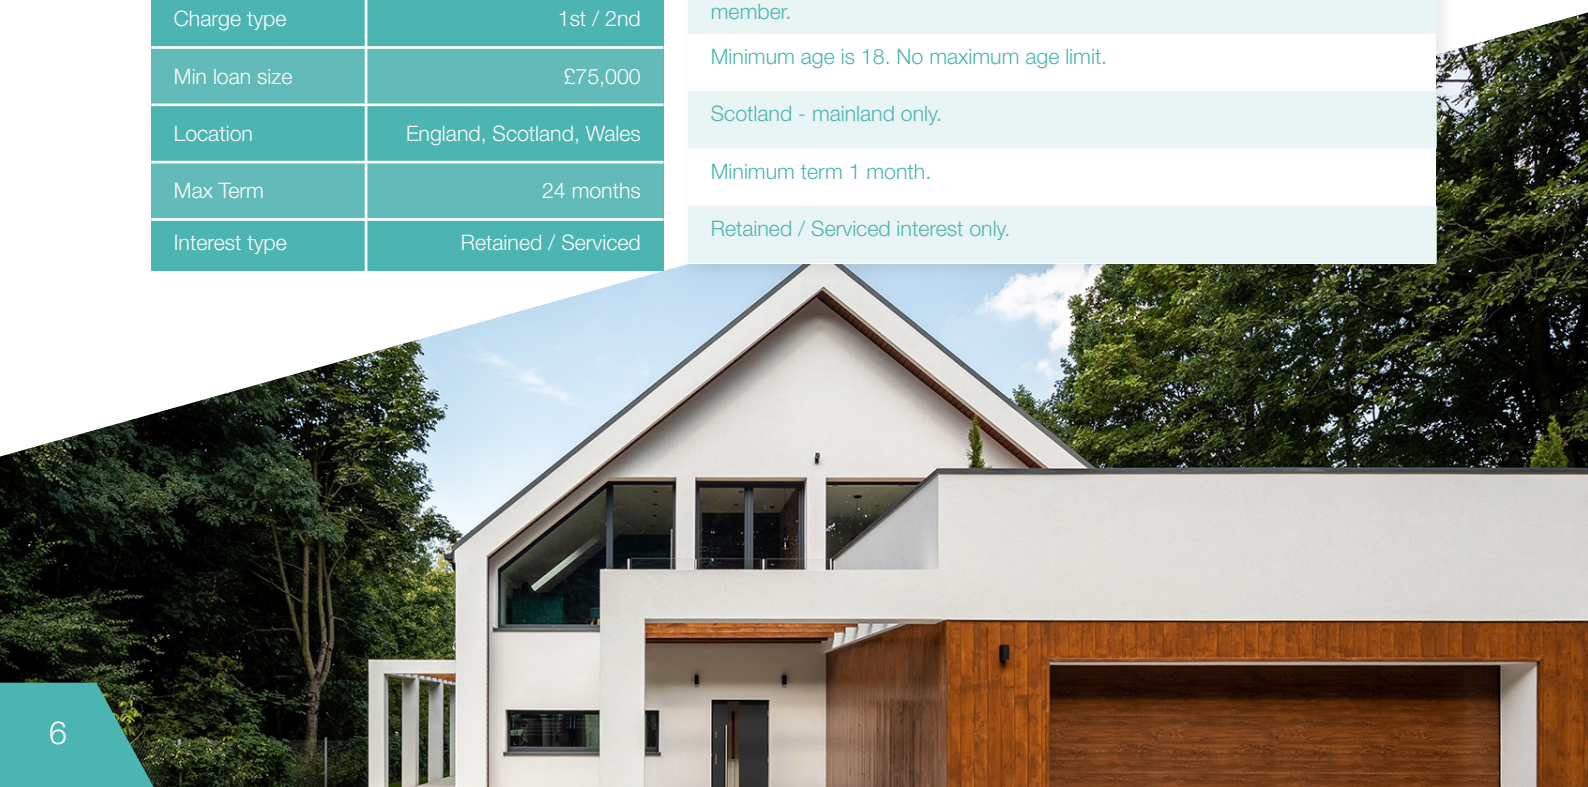 Charge type 1st / 2nd
Min loan size £75,000
Location England, Scotland, Wales
Max Term 24 months
Interest type Retained / Serviced
member.
Minimum age is 18. No maximum age limit.
Scotland - mainland only.
Minimum term 1 month.
Retained / Serviced interest only.
6